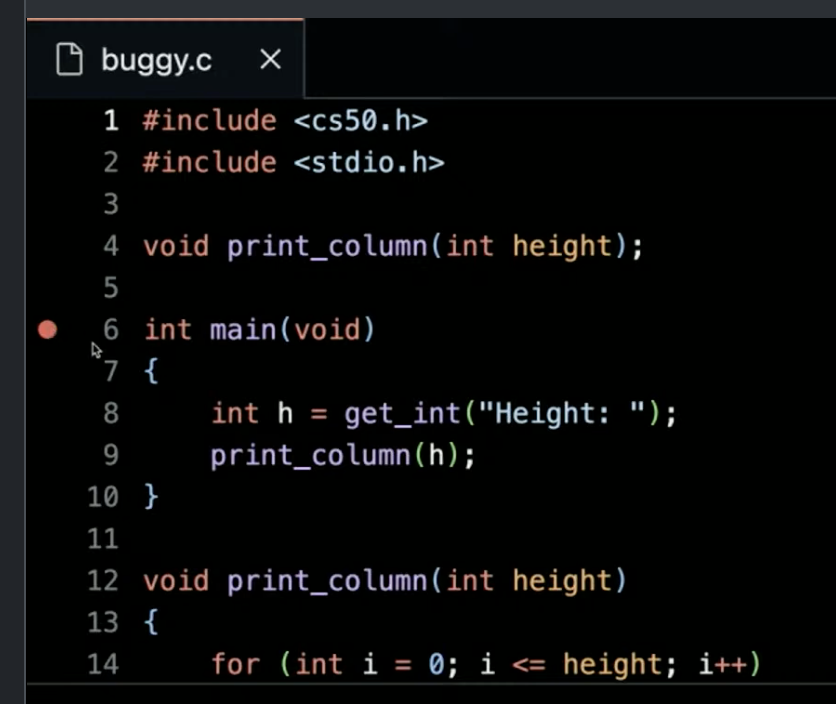 buggy.c
1 #include <cs50.h>
2 #include <stdio.h>
3
4 void print_column(int height);
5
6 int main(void)
7 {
8     int h = get_int("Height: ");
9     print_column(h);
10 }
11
12 void print_column(int height)
13 {
14     for (int i = 0; i <= height; i++)